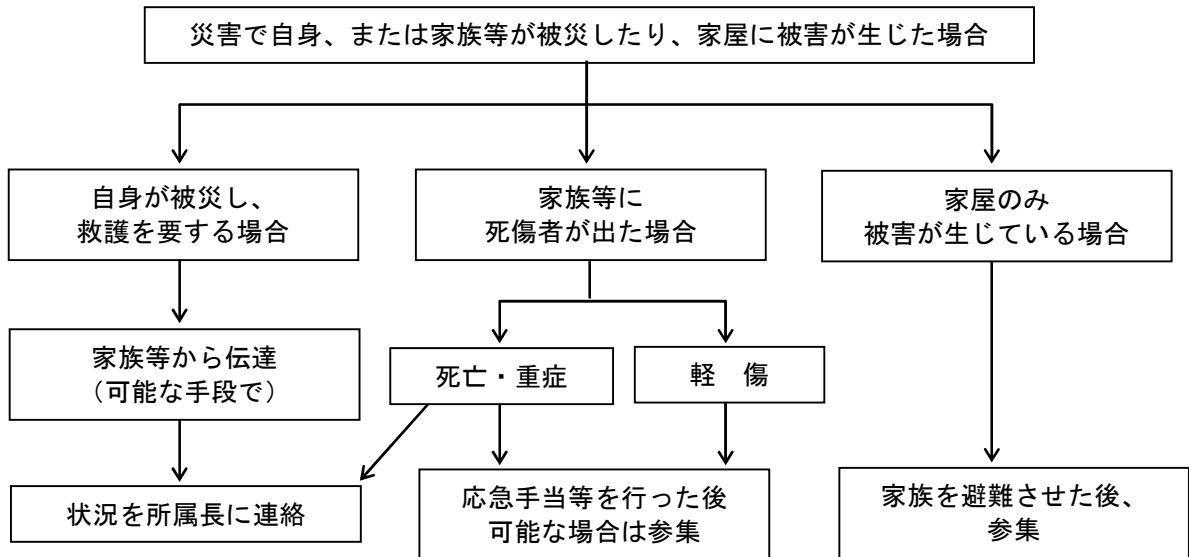 災害で自身、または家族等が被災したり、家屋に被害が生じた場合
自身が被災し、
救護を要する場合
家族等に
死傷者が出た場合
家屋のみ
被害が生じている場合
家族等から伝達
（可能な手段で）
死亡・重症
軽　傷
状況を所属長に連絡
応急手当等を行った後
可能な場合は参集
家族を避難させた後、
参集